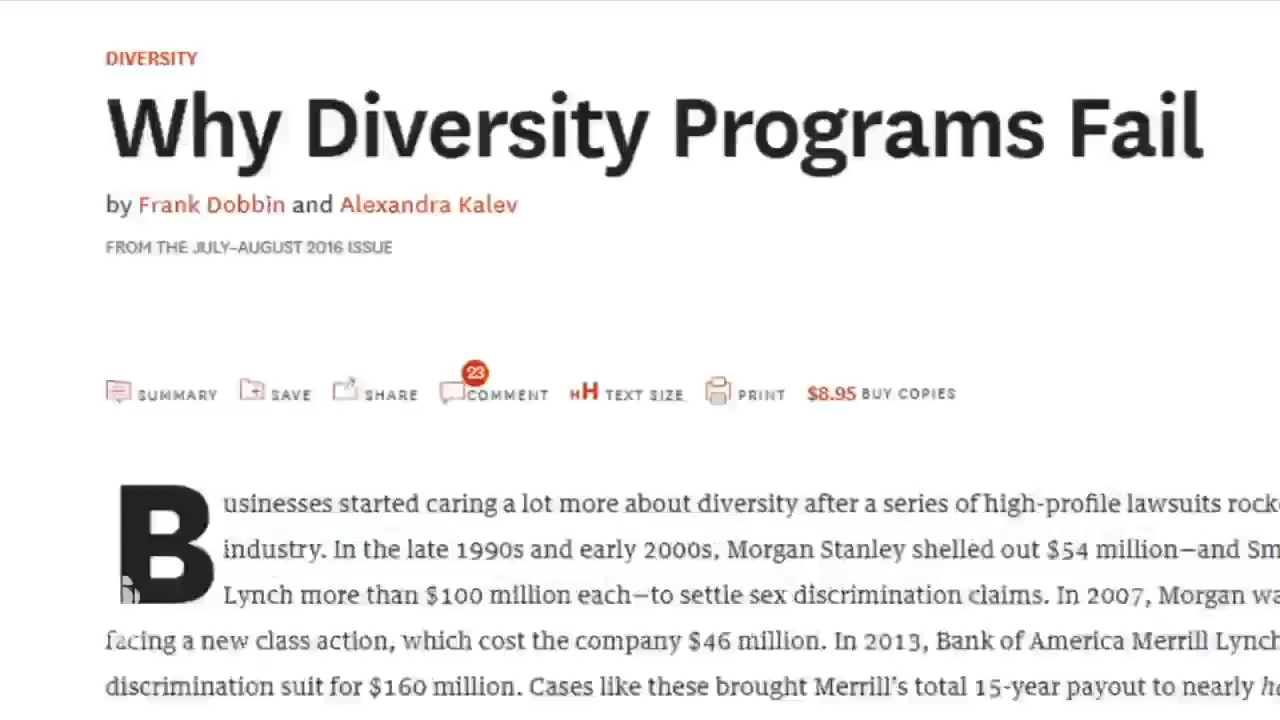 DIVERSITY
Why Diversity Programs Fail
by Frank Dobbin and Alexandra Kalev
FROM THE JULY–AUGUST 2016 ISSUE
SUMMARY SAVE SHARE 23 COMMENT HH TEXT SIZE PRINT $8.95 BUY COPIES
Businesses started caring a lot more about diversity after a series of high-profile lawsuits
industry. In the late 1990s and early 2000s, Morgan Stanley shelled out $54 million—and
Lynch more than $100 million each—to settle sex discrimination claims. In 2007, Morgan
facing a new class action, which cost the company $46 million. In 2013, Bank of America Merrill Lynch
discrimination suit for $160 million. Cases like these brought Merrill's total 15-year payout to nearly